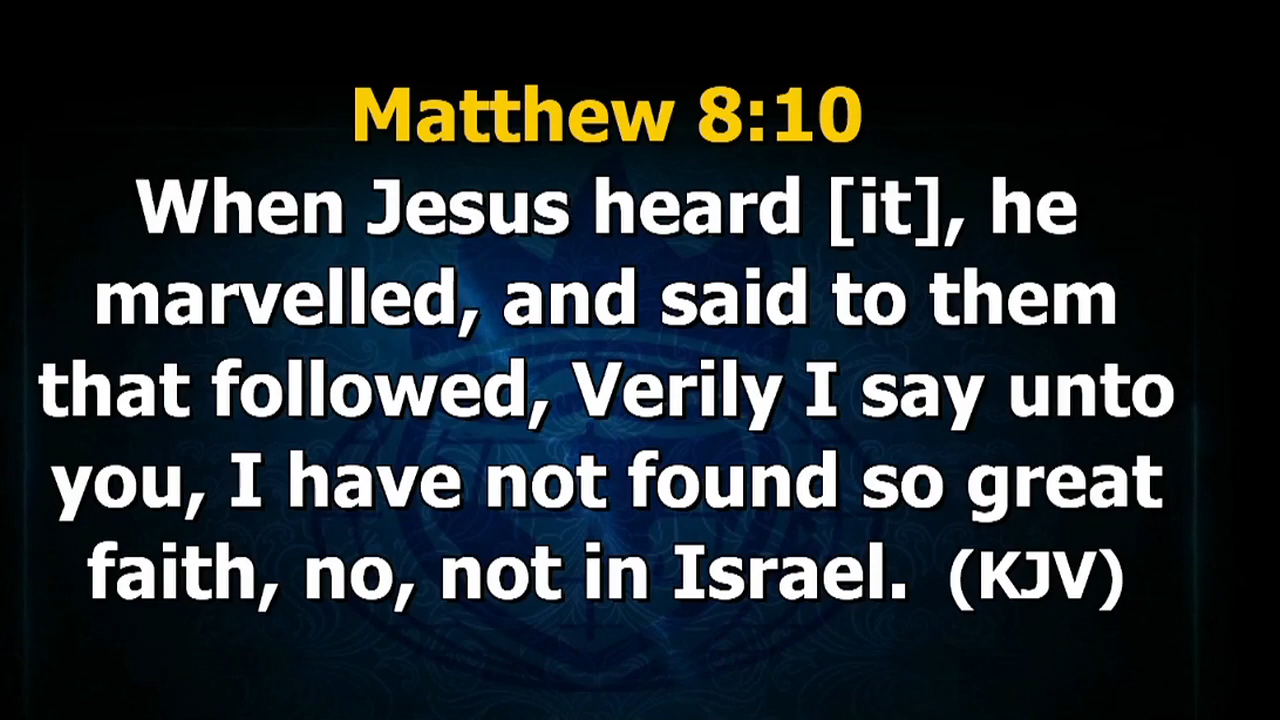 Matthew 8:10
When Jesus heard [it], he
marvelled, and said to them
that followed, Verily I say unto
you, I have not found so great
faith, no, not in Israel.  (KJV)